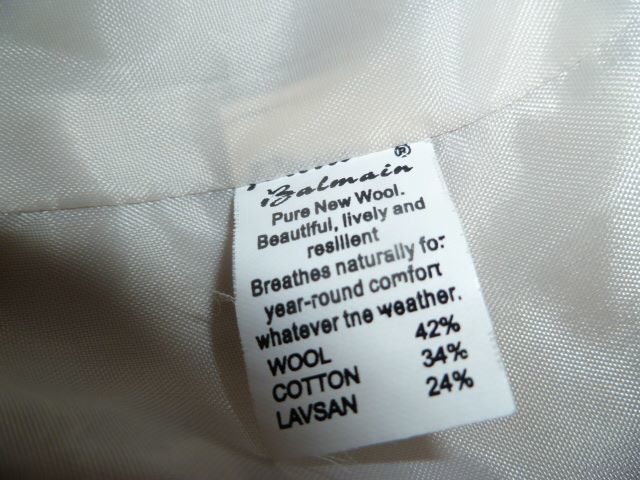 ®
Balmain
Pure New Wool.
Beautiful, lively and
resilient
Breathes naturally for
year-round comfort
whatever tne weather.
WOOL 42%
COTTON 34%
LAVSAN 24%